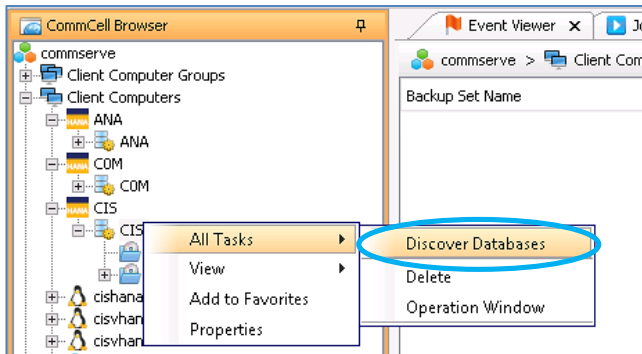 CommCell Browser
commserve
Client Computer Groups
Client Computers
HANA ANA
ANA
HANA COM
COM
HANA CIS
CIS
cishana
cisvhan
cisvhan
Event Viewer
commserve > Client Com
Backup Set Name
All Tasks
View
Add to Favorites
Properties
Discover Databases
Delete
Operation Window